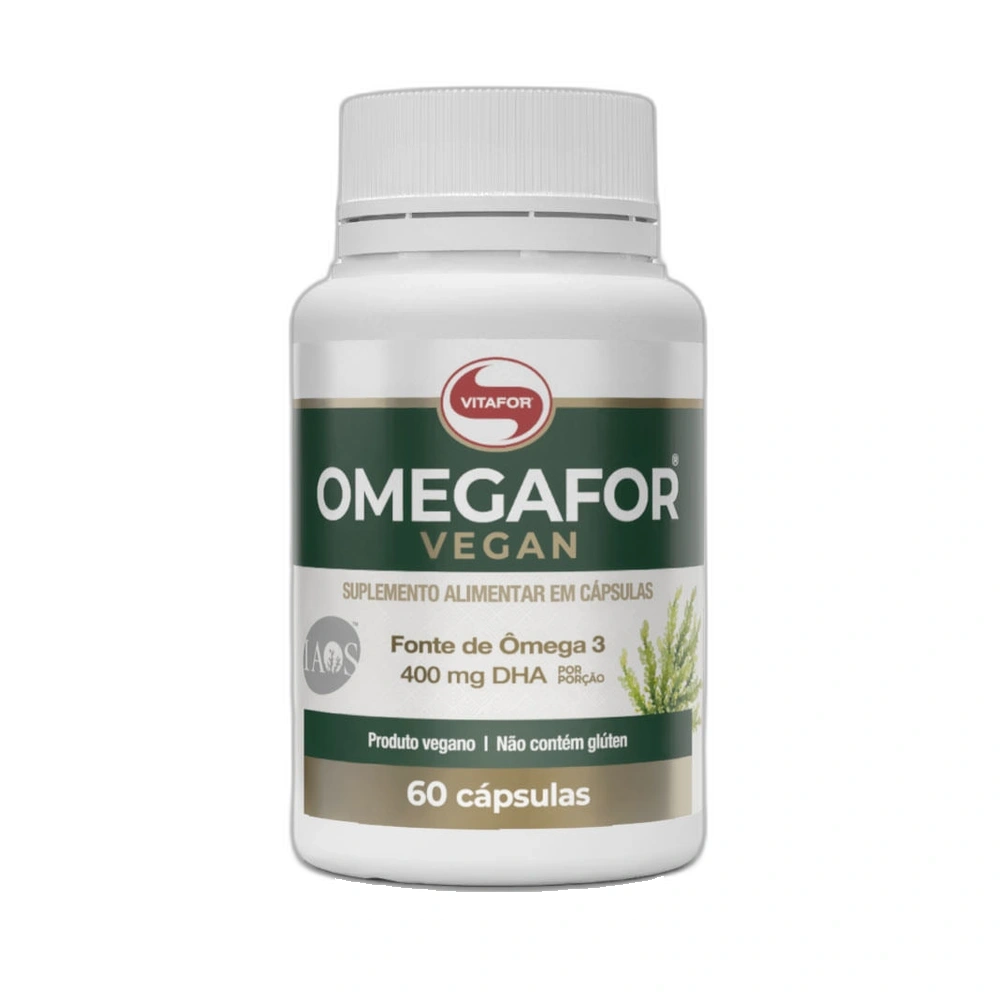 VITAFOR
OMEGAFOR®
VEGAN
SUPLEMENTO ALIMENTAR EM CÁPSULAS
IAOS™
Fonte de Ômega 3
400 mg DHA POR PORÇÃO
Produto vegano | Não contém glúten
60 cápsulas